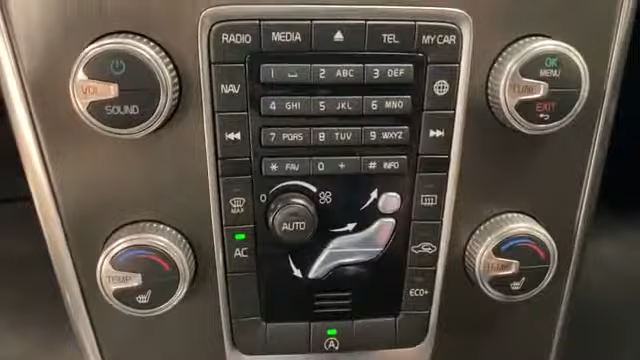 RADIO MEDIA TEL MY CAR
VOL
SOUND
OK
MENU
TUNE
EXIT
NAV
1 2 ABC 3 DEF
4 GHI 5 JKL 6 MNO
7 PQRS 8 TUV 9 WXYZ
* FAV 0 + # INFO
MAX
0
AUTO
AC
TEMP
TEMP
ECO+
A